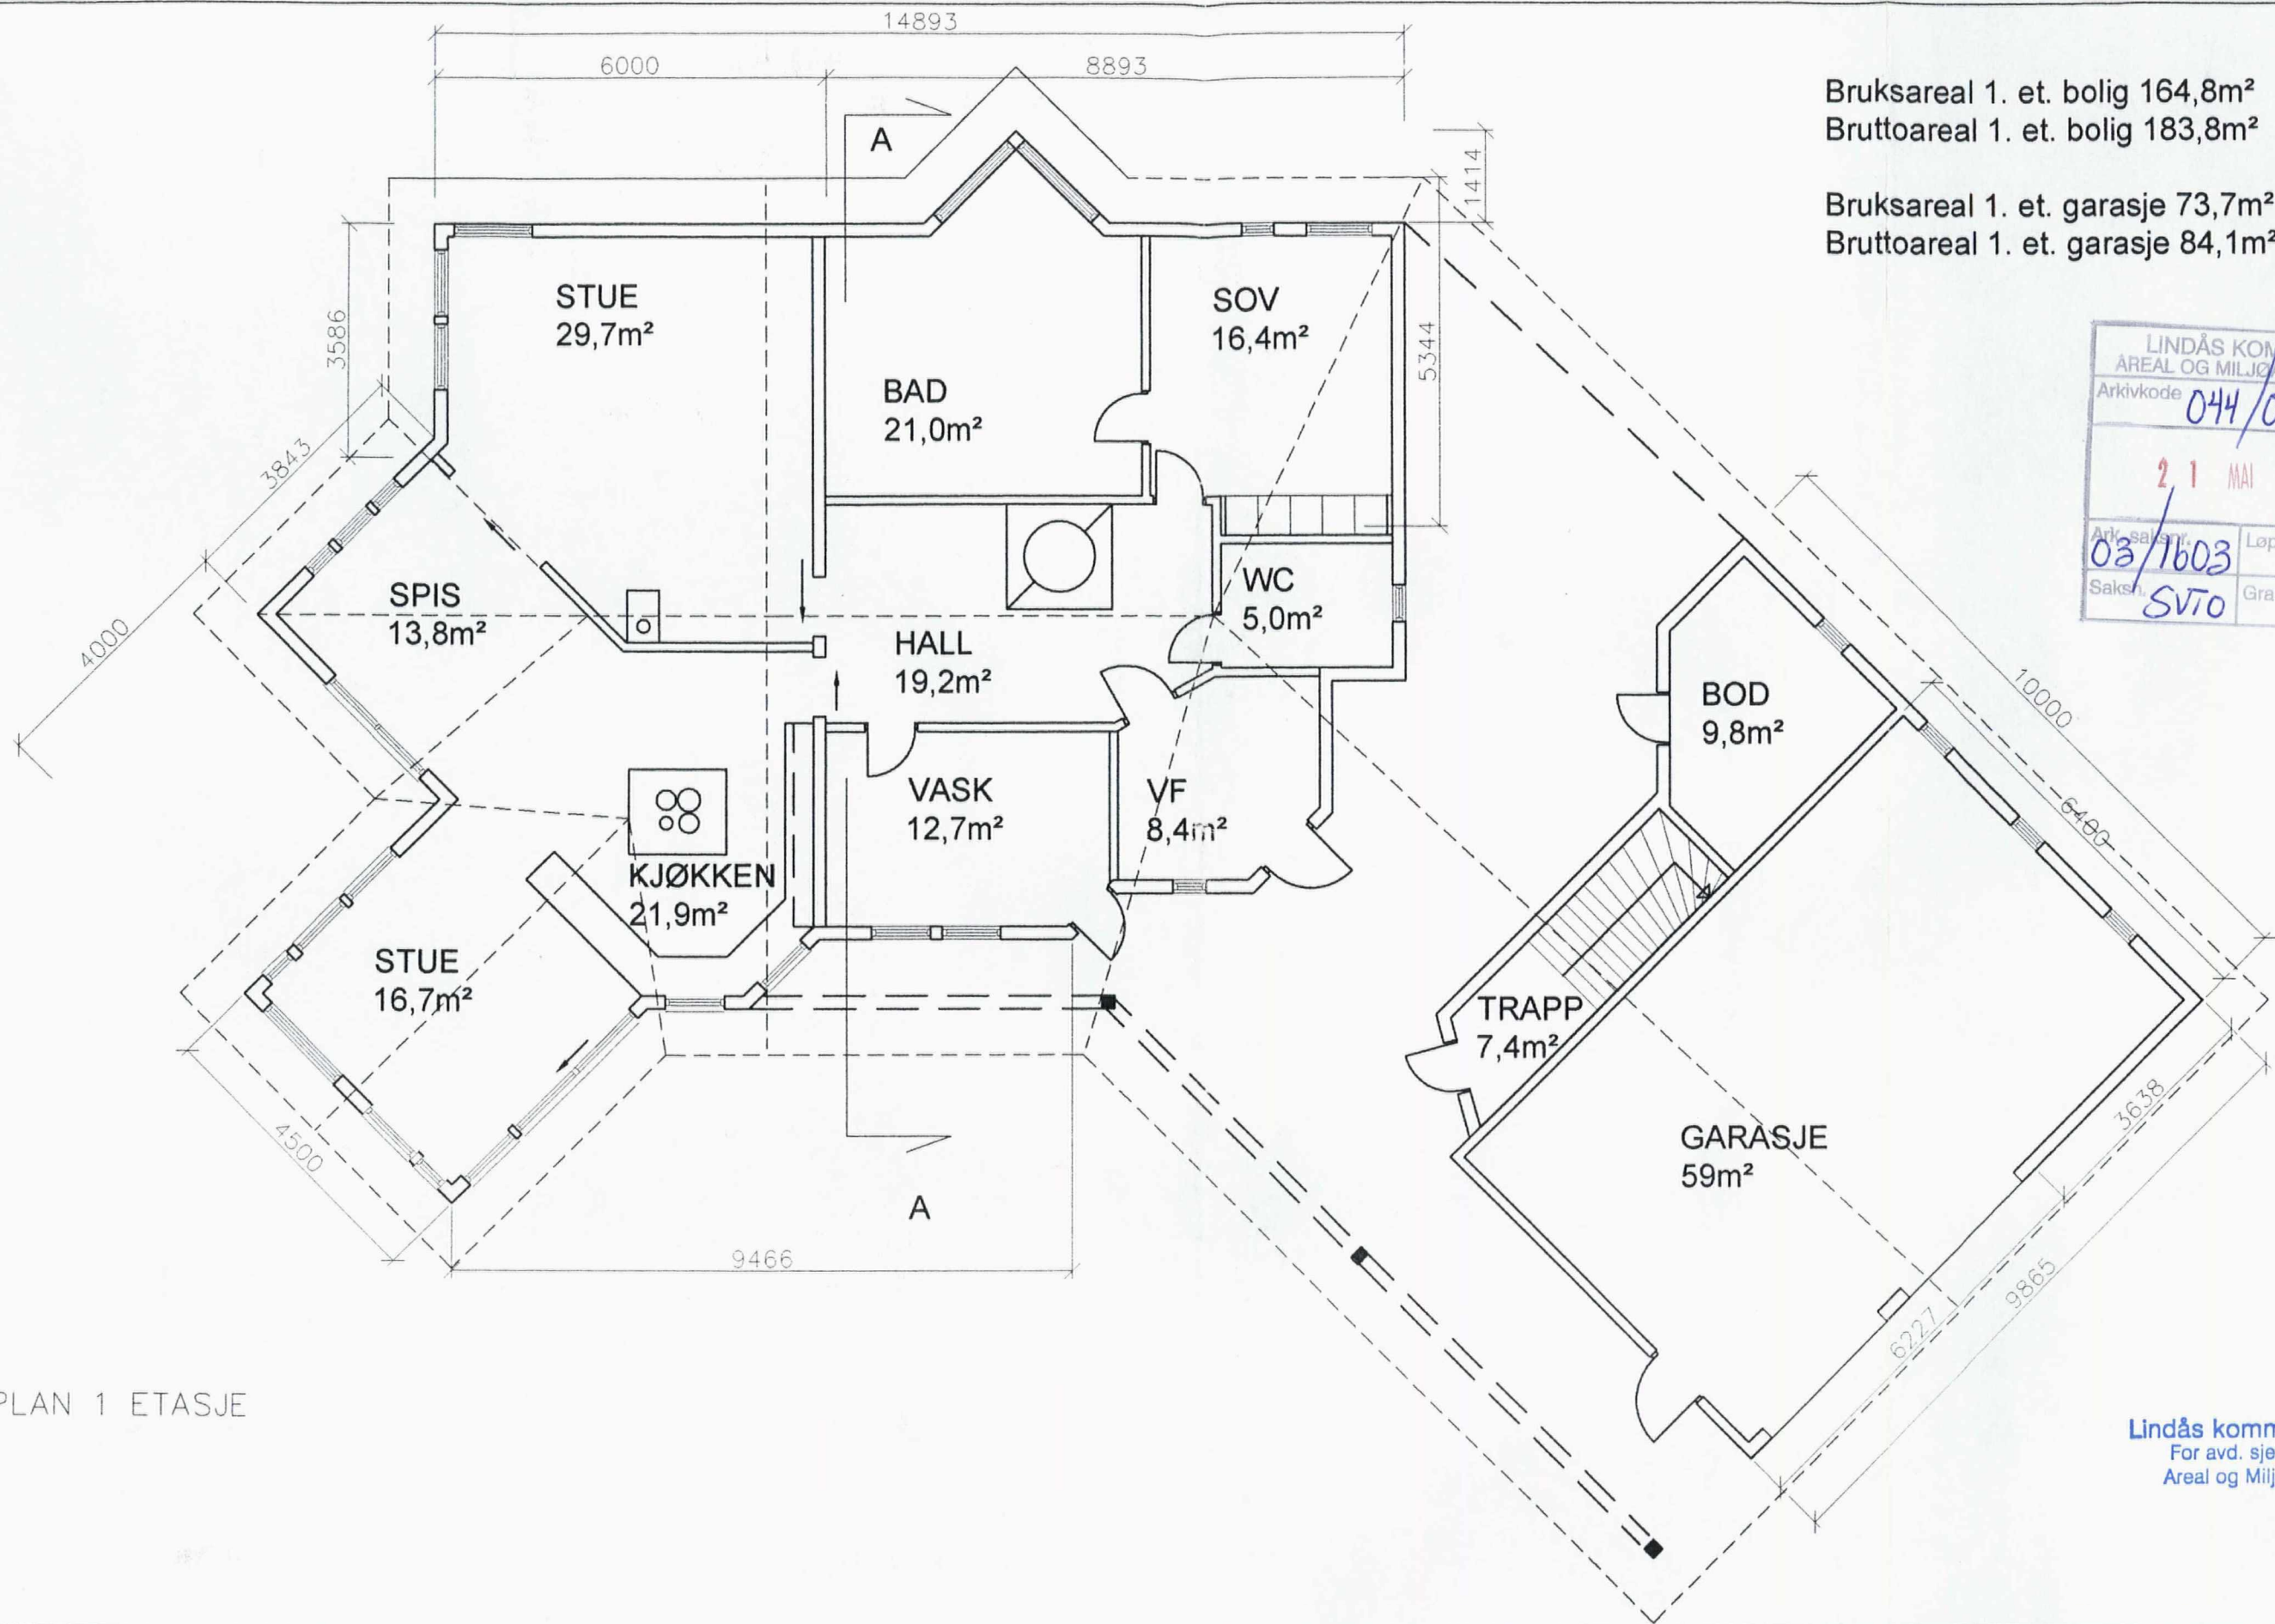 14893
6000
8893
A
1414
Bruksareal 1. et. bolig 164,8m²
Bruttoareal 1. et. bolig 183,8m²
Bruksareal 1. et. garasje 73,7m²
Bruttoareal 1. et. garasje 84,1m²
3586
STUE
29,7m²
BAD
21,0m²
SOV
16,4m²
5344
LINDÅS KOM
AREAL OG MILJØ
Arkivkode 044/0
21 MAI
Ark. saksnr. Løp
03/1603
Saksh. SVTO Gra
3843
4000
SPIS
13,8m²
HALL
19,2m²
WC
5,0m²
BOD
9,8m²
10000
6400
VASK
12,7m²
VF
8,4m²
KJØKKEN
21,9m²
STUE
16,7m²
TRAPP
7,4m²
4500
GARASJE
59m²
3638
9865
6227
A
9466
PLAN 1 ETASJE
Lindås komm
For avd. sje
Areal og Milj